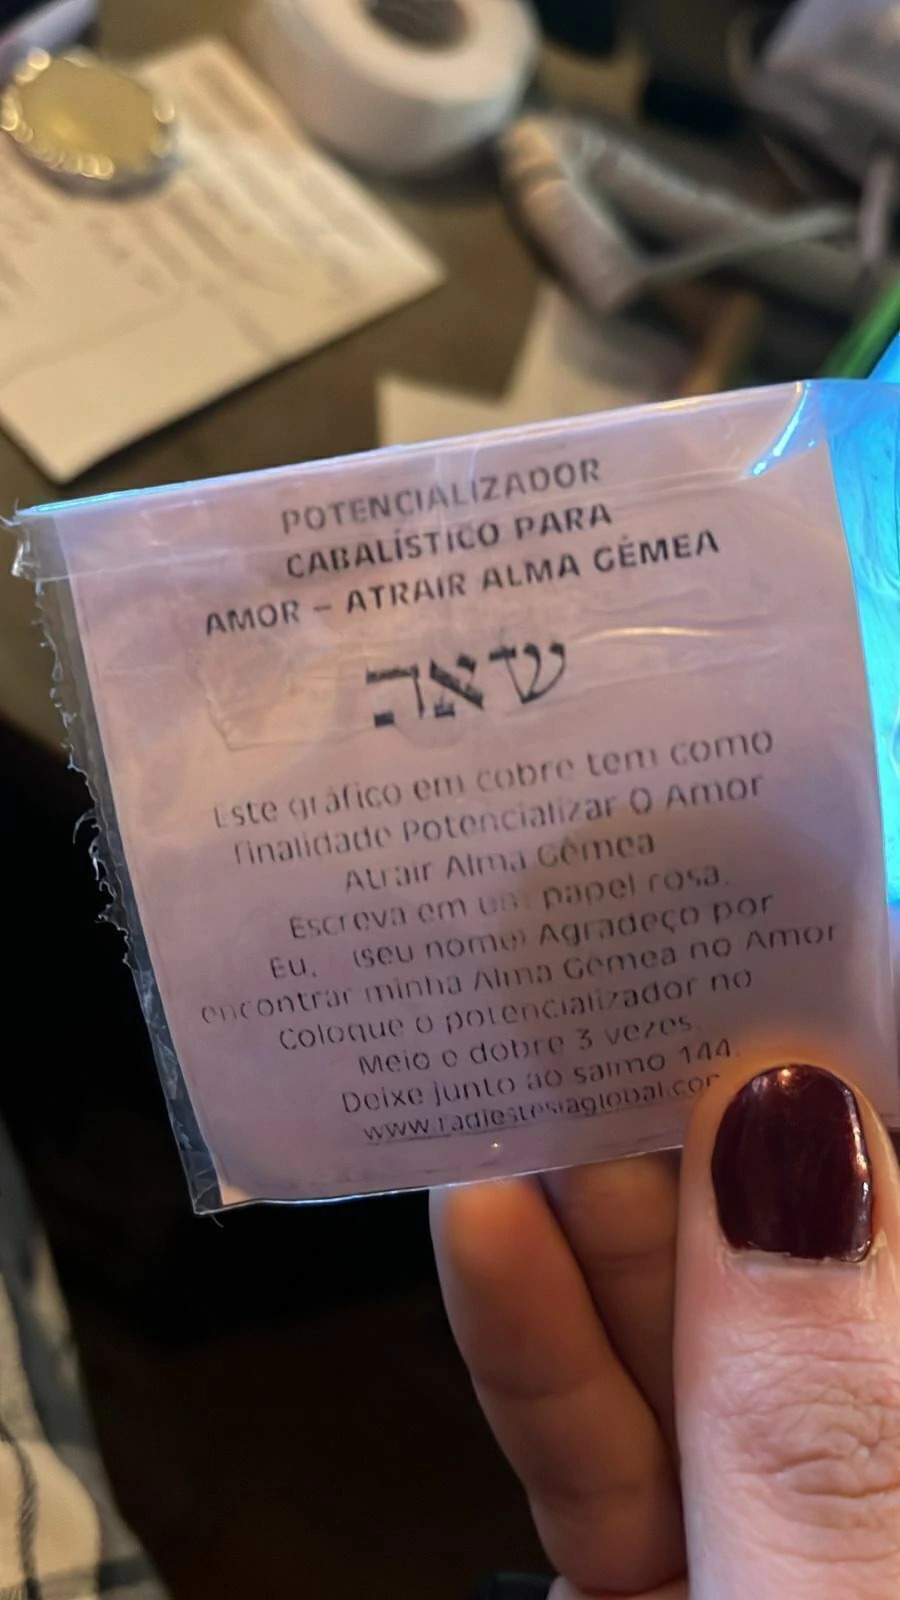 POTENCIALIZADOR
CABALÍSTICO PARA
AMOR – ATRAIR ALMA GÊMEA
שאה
Este gráfico em cobre tem como
finalidade Potencializar O Amor
Atrair Alma Gêmea
Escreva em um papel rosa.
Eu, (seu nome) Agradeço por
encontrar minha Alma Gêmea no Amor
Coloque o potencializador no
Meio e dobre 3 vezes.
Deixe junto ao salmo 144.
www.radiestesiaglobal.com